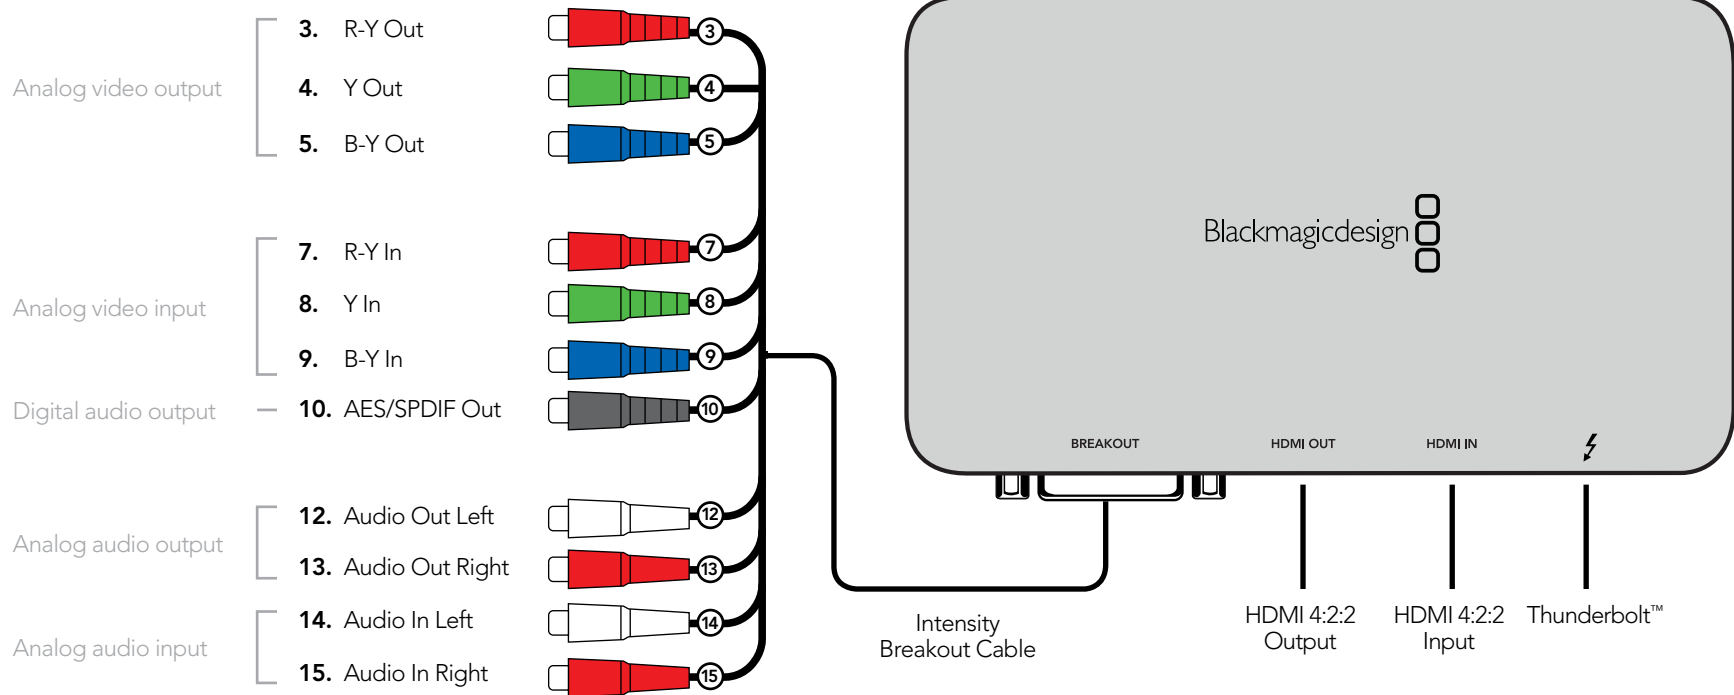 Analog video output
3. R-Y Out
3
4. Y Out
4
5. B-Y Out
5
Analog video input
7. R-Y In
7
8. Y In
8
9. B-Y In
9
Digital audio output
10. AES/SPDIF Out
10
Analog audio output
12. Audio Out Left
12
13. Audio Out Right
13
Analog audio input
14. Audio In Left
14
15. Audio In Right
15
Blackmagicdesign
BREAKOUT
HDMI OUT
HDMI IN
Intensity
Breakout Cable
HDMI 4:2:2
Output
HDMI 4:2:2
Input
Thunderbolt™